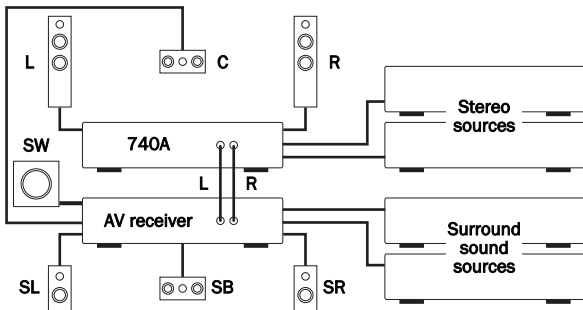 L
C
R
740A
Stereo
sources
SW
L R
AV receiver
Surround
sound
sources
SL
SB
SR